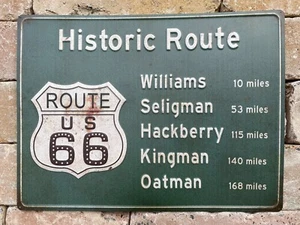 Historic Route
ROUTE
US
66
Williams 10 miles
Seligman 53 miles
Hackberry 115 miles
Kingman 140 miles
Oatman 168 miles